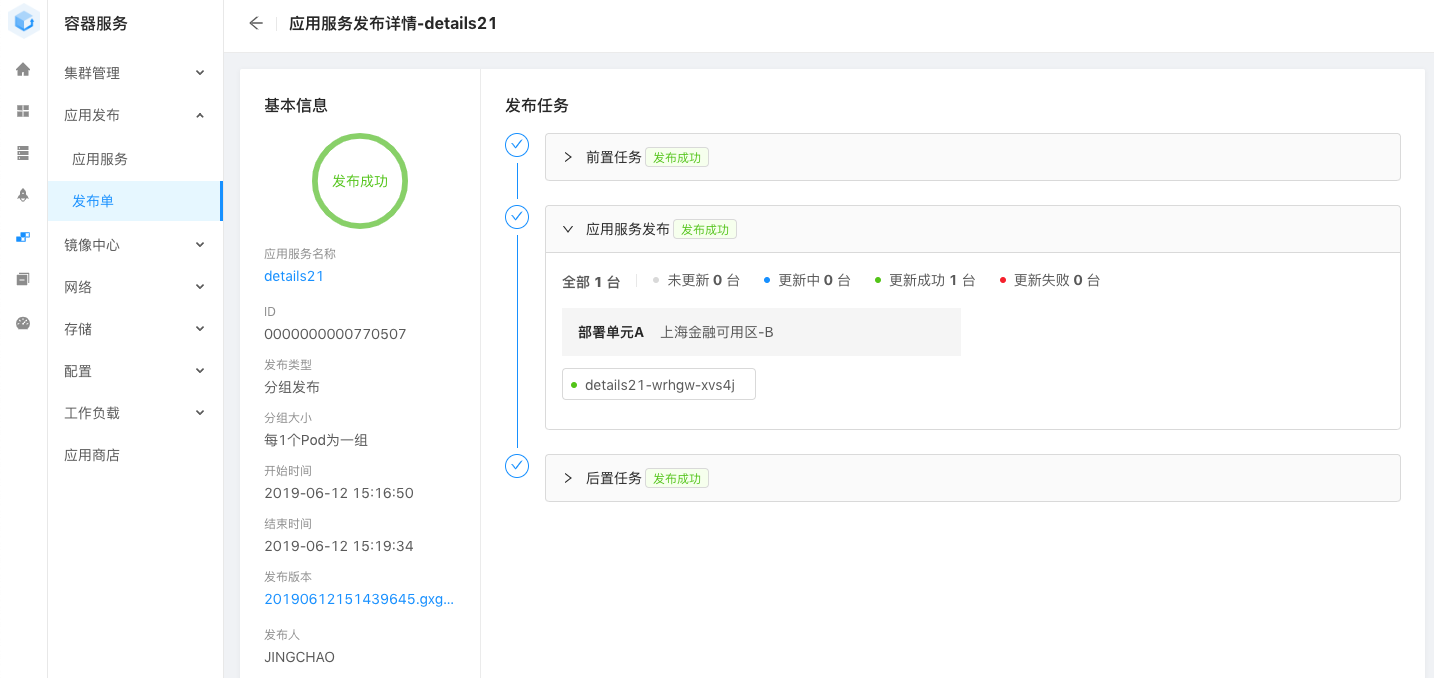 容器服务
集群管理
应用发布
应用服务
发布单
镜像中心
网络
存储
配置
工作负载
应用商店
应用服务发布详情-details21
基本信息
发布成功
应用服务名称
details21
ID
0000000000770507
发布类型
分组发布
分组大小
每1个Pod为一组
开始时间
2019-06-12 15:16:50
结束时间
2019-06-12 15:19:34
发布版本
20190612151439645.gxg...
发布人
JINGCHAO
发布任务
前置任务 发布成功
应用服务发布 发布成功
全部 1 台 未更新 0 台 更新中 0 台 更新成功 1 台 更新失败 0 台
部署单元A 上海金融可用区-B
details21-wrhgw-xvs4j
后置任务 发布成功